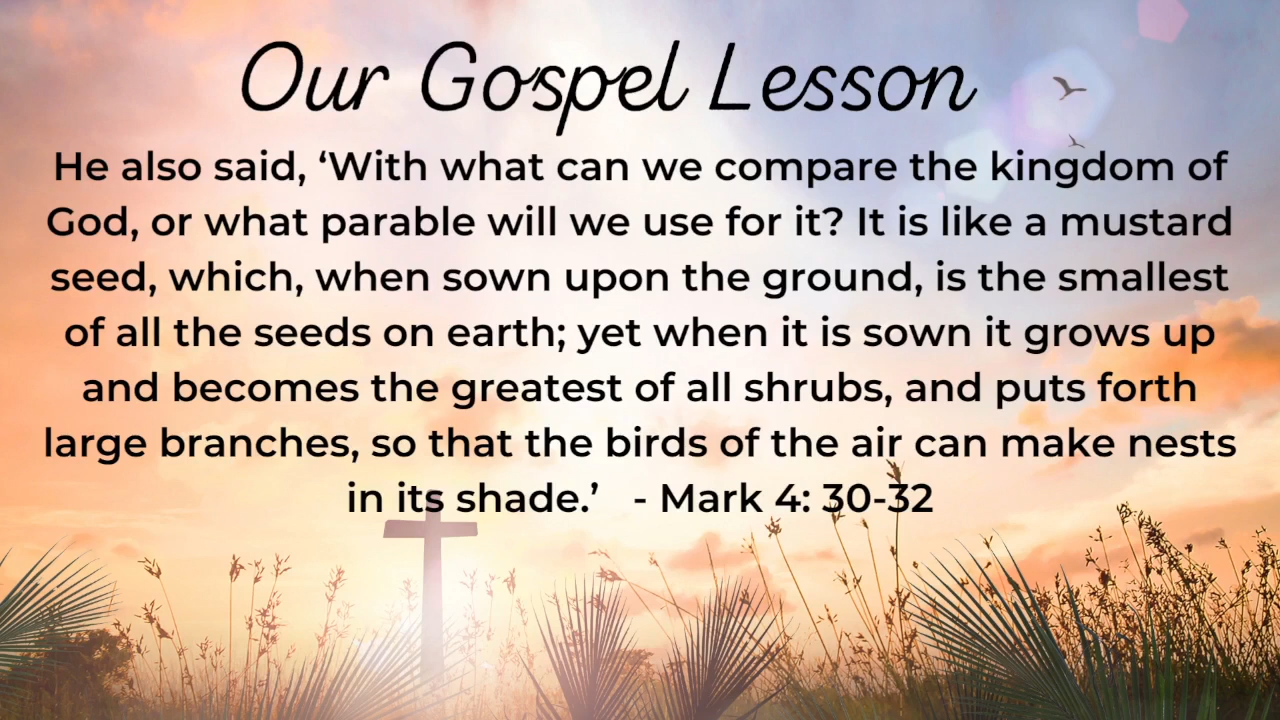 Our Gospel Lesson
He also said, ‘With what can we compare the kingdom of
God, or what parable will we use for it? It is like a mustard
seed, which, when sown upon the ground, is the smallest
of all the seeds on earth; yet when it is sown it grows up
and becomes the greatest of all shrubs, and puts forth
large branches, so that the birds of the air can make nests
in its shade.’   - Mark 4: 30-32